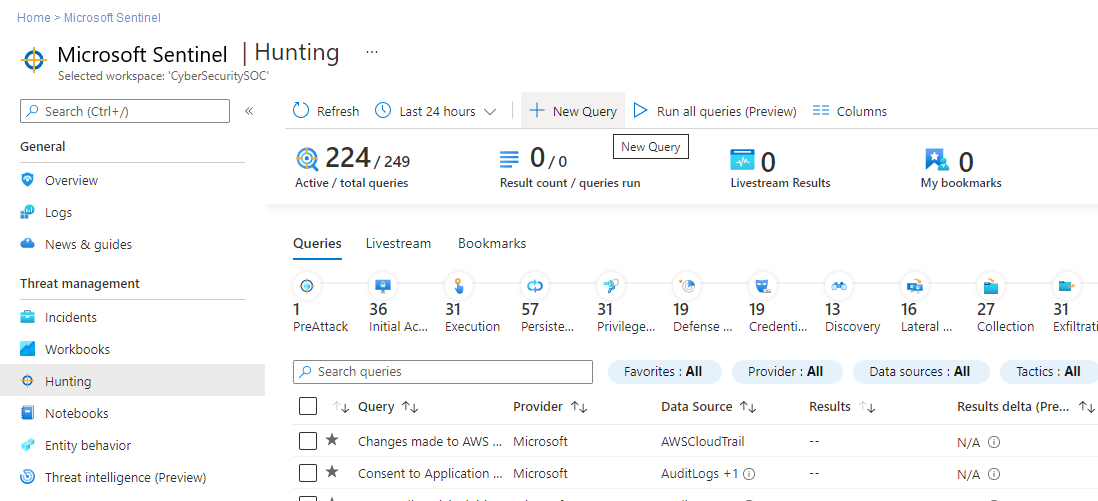 Home > Microsoft Sentinel
Microsoft Sentinel | Hunting ...
Selected workspace: 'CyberSecuritySOC'
Search (Ctrl+/) «
General
Overview
Logs
News & guides
Threat management
Incidents
Workbooks
Hunting
Notebooks
Entity behavior
Threat intelligence (Preview)
Refresh Last 24 hours + New Query Run all queries (Preview) Columns
New Query
224 / 249
Active / total queries
0 / 0
Result count / queries run
0
Livestream Results
0
My bookmarks
Queries Livestream Bookmarks
1 36 31 57 31 19 19 13 16 27 31
PreAttack Initial Ac... Execution Persiste... Privilege... Defense ... Credenti... Discovery Lateral ... Collection Exfiltrati
Search queries Favorites : All Provider : All Data sources : All Tactics : All
Query Provider Data Source Results Results delta (Pre...
Changes made to AWS ... Microsoft AWSCloudTrail -- N/A
Consent to Application ... Microsoft AuditLogs +1 -- N/A